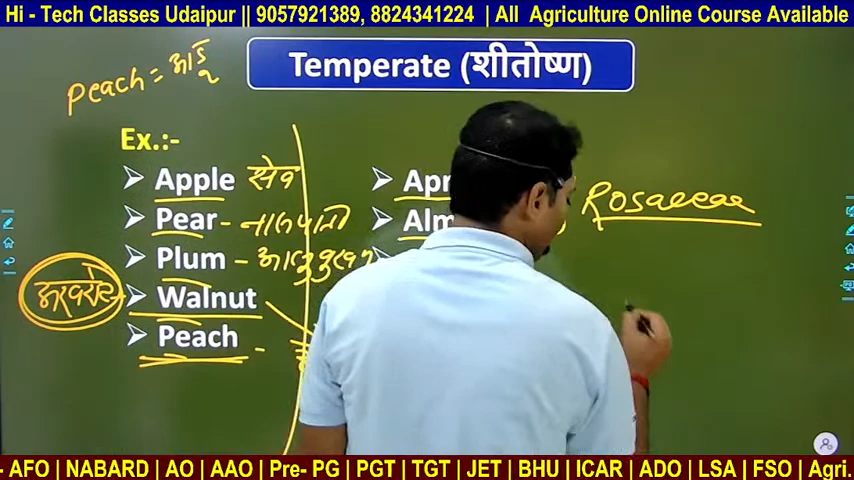 Hi - Tech Classes Udaipur || 9057921389, 8824341224 | All Agriculture Online Course Available
Temperate (शीतोष्ण)
Peach = आडू
Ex.:-
Apple सेव
Pear - नाशपाती
Plum - आलूबुखा
Walnut
अखरोट
Peach -
Apr
Alm
Rosaceae
- AFO | NABARD | AO | AAO | Pre- PG | PGT | TGT | JET | BHU | ICAR | ADO | LSA | FSO | Agri.